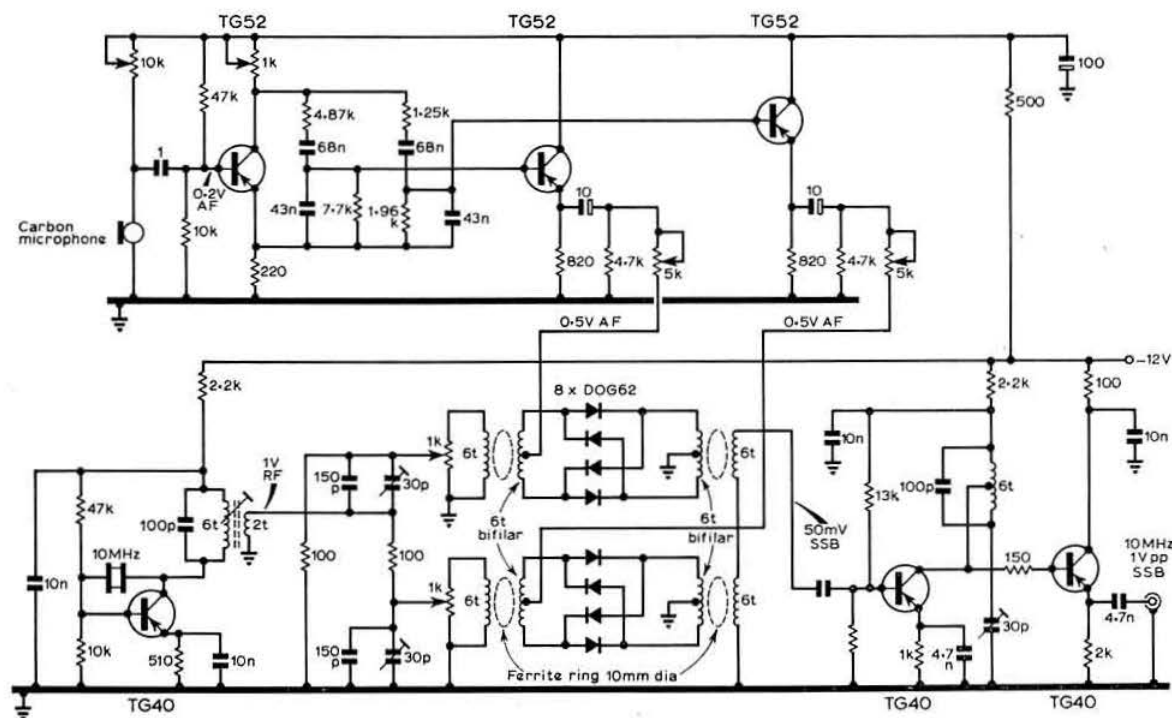 TG52
TG52
TG52
10k
47k
1k
4·87k
1·25k
500
100
68n
68n
1
0·2V
AF
43n
7·7k
1·96
k
43n
10
10
Carbon
microphone
10k
220
820
4·7k
5k
820
4·7k
5k
0·5V AF
0·5V AF
-12V
2·2k
8 x DOG62
2·2k
100
1V
RF
1k
6t
6t
10n
10n
150
p
30p
47k
100p
6t
2t
13k
100p
6t
6t
bifilar
6t
bifilar
50mV
SSB
10MHz
100
100
150
10MHz
1V pp
SSB
10n
1k
6t
6t
150
p
30p
30p
4·7n
10k
510
10n
1k
4·7
n
2k
Ferrite ring 10mm dia
TG40
TG40
TG40